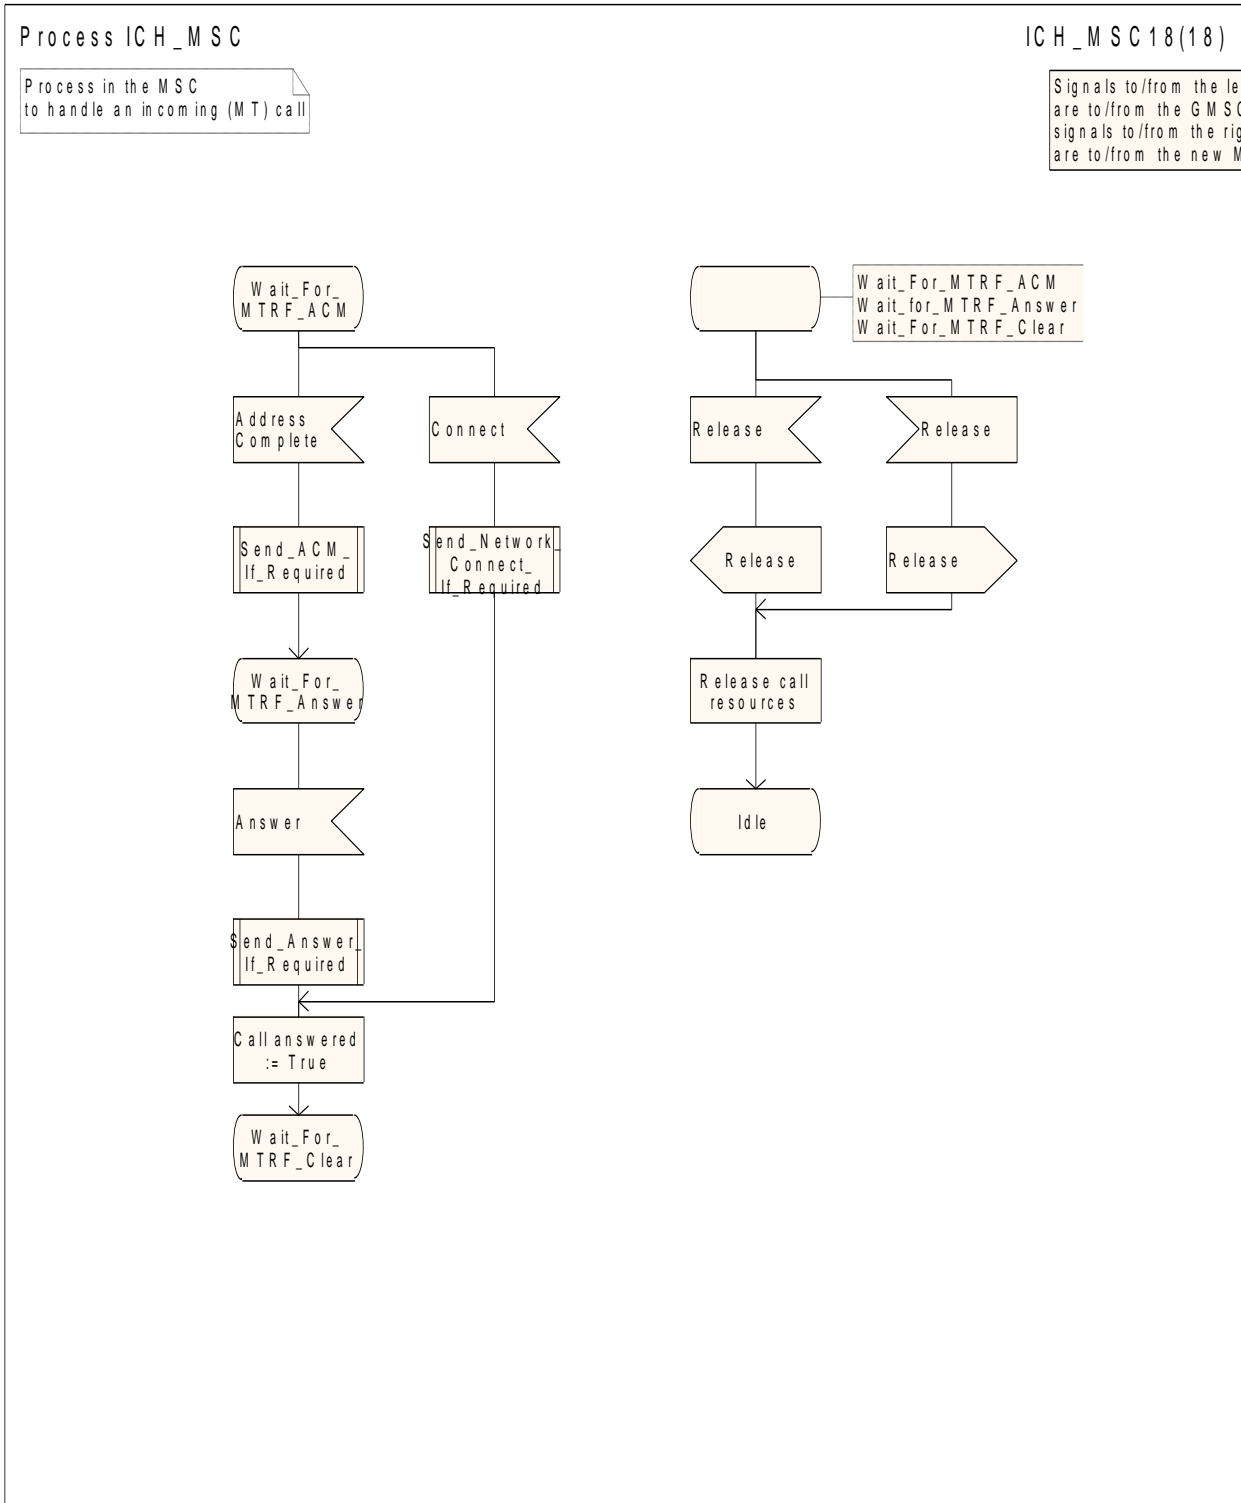 Process ICH_MSC
ICH_MSC18(18)
Process in the MSC
to handle an incoming (MT) call
Signals to/from the
are to/from the
signals to/from the
are to/from the new
Wait_For_
MTRF_ACM
Wait_For_MTRF_ACM
Wait_for_MTRF_Answer
Wait_For_MTRF_Clear
Address
Complete
Connect
Release
Release
Send_ACM_
If_Required
Send_Network_
Connect_
If_Required
Release
Release
Wait_For_
MTRF_Answer
Release call
resources
Answer
Idle
Send_Answer_
If_Required
Call answered
:= True
Wait_For_
MTRF_Clear